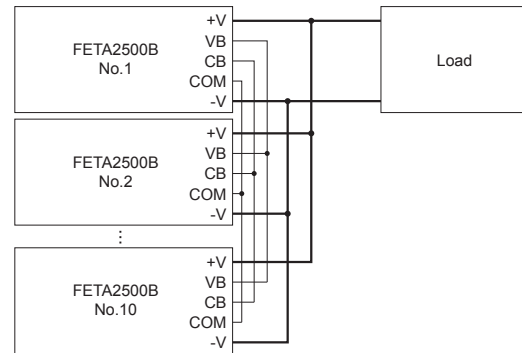 FETA2500B
No.1
+V
VB
CB
COM
-V
Load
FETA2500B
No.2
+V
VB
CB
COM
-V
FETA2500B
No.10
+V
VB
CB
COM
-V